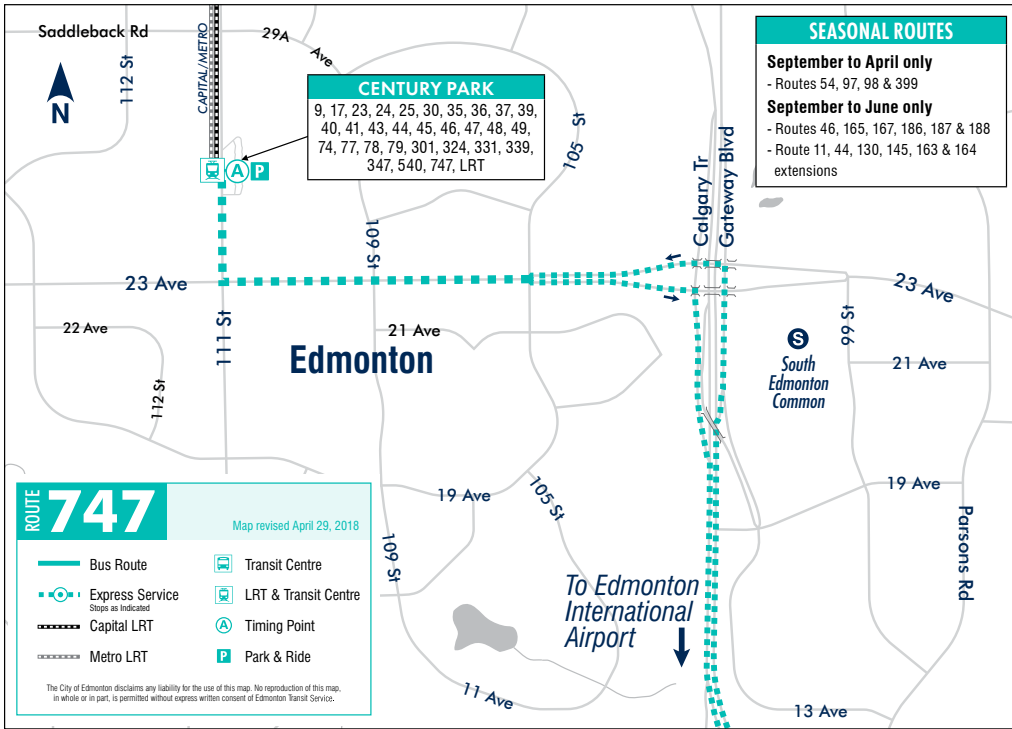 Saddleback Rd
112 St
CAPITAL/METRO
29A Ave
N
CENTURY PARK
9, 17, 23, 24, 25, 30, 35, 36, 37, 39,
40, 41, 43, 44, 45, 46, 47, 48, 49,
74, 77, 78, 79, 301, 324, 331, 339,
347, 540, 747, LRT
105 St
SEASONAL ROUTES
September to April only
- Routes 54, 97, 98 & 399
September to June only
- Routes 46, 165, 167, 186, 187 & 188
- Route 11, 44, 130, 145, 163 & 164
extensions
A
P
Calgary Tr
Gateway Blvd
109 St
23 Ave
23 Ave
22 Ave
111 St
21 Ave
Edmonton
112 St
S
South
Edmonton
Common
99 St
21 Ave
19 Ave
105 St
109 St
19 Ave
Parsons Rd
To Edmonton
International
Airport
11 Ave
13 Ave
ROUTE 747
Map revised April 29, 2018
Bus Route
Express Service
Stops as Indicated
Capital LRT
Metro LRT
Transit Centre
LRT & Transit Centre
A Timing Point
P Park & Ride
The City of Edmonton disclaims any liability for the use of this map. No reproduction of this map,
in whole or in part, is permitted without express written consent of Edmonton Transit Service.